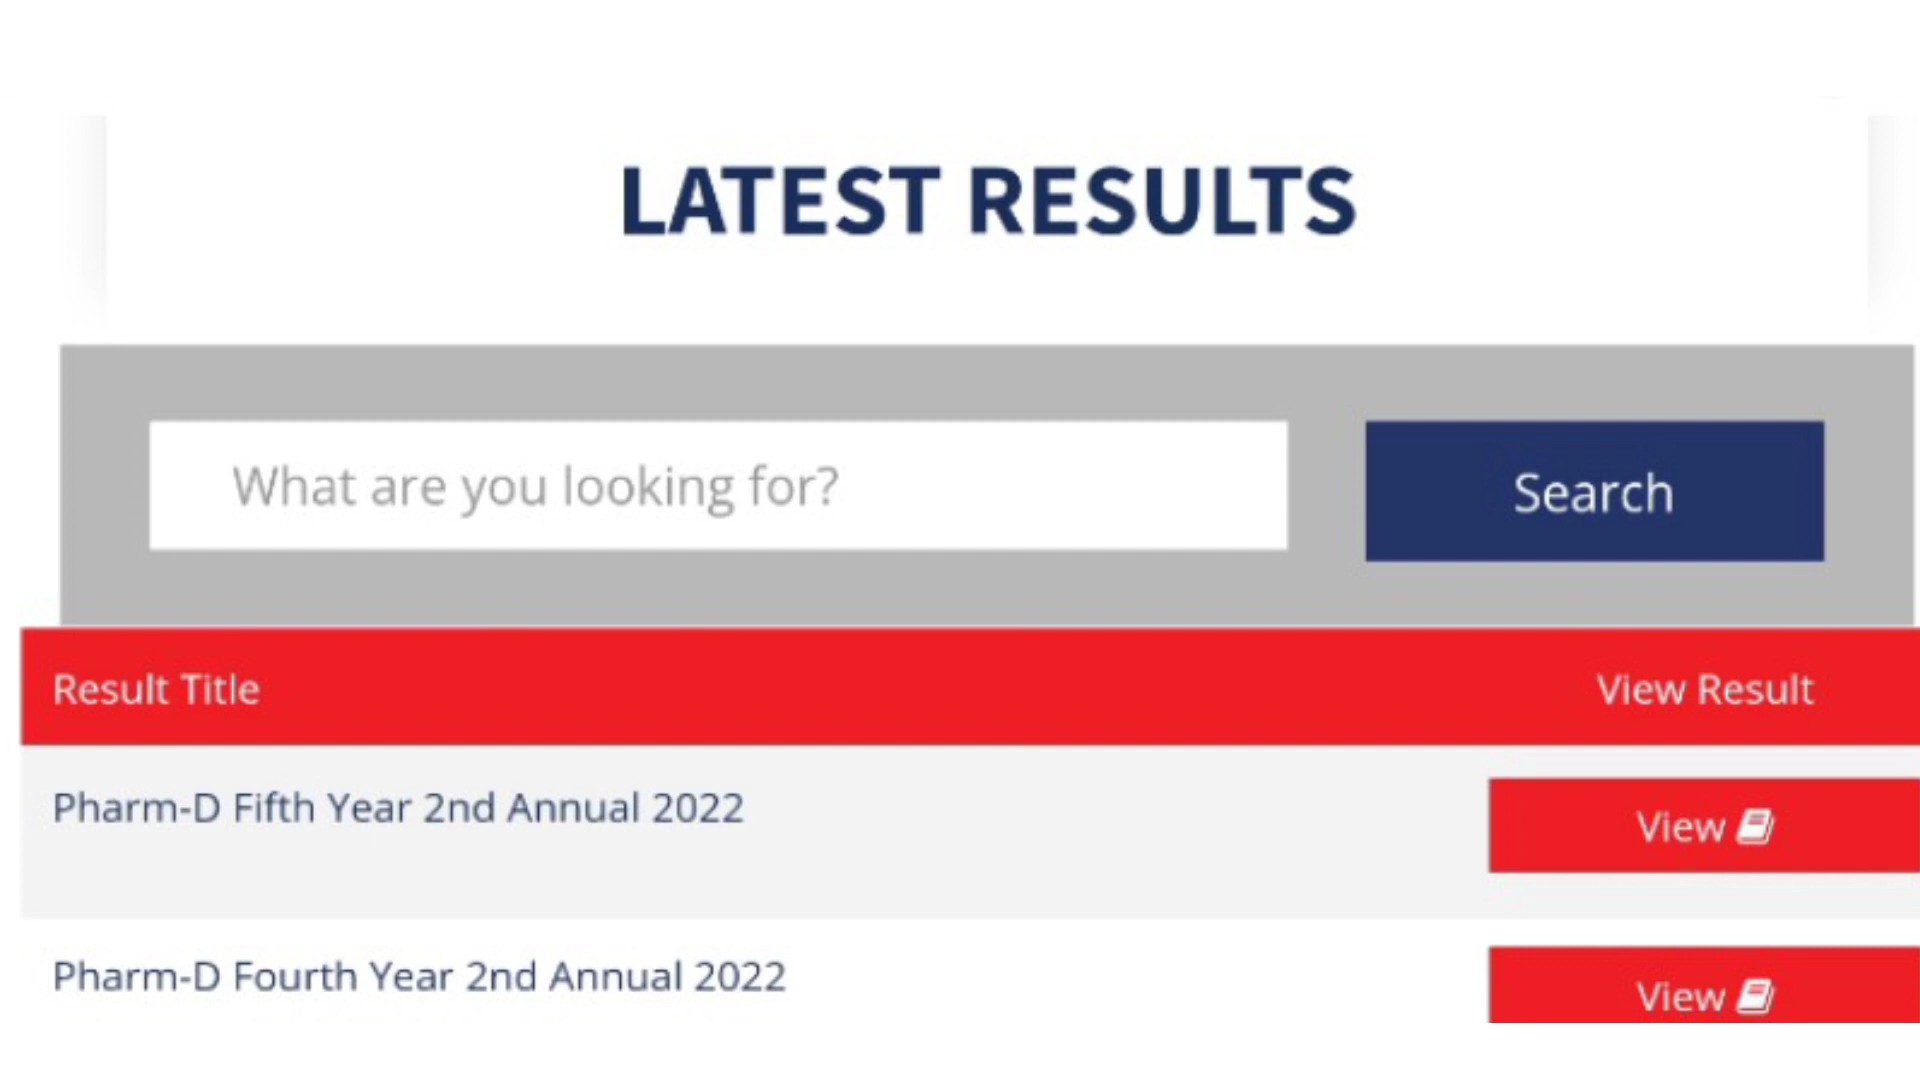 LATEST RESULTS
What are you looking for?
Search
Result Title
View Result
Pharm-D Fifth Year 2nd Annual 2022
View
Pharm-D Fourth Year 2nd Annual 2022
View